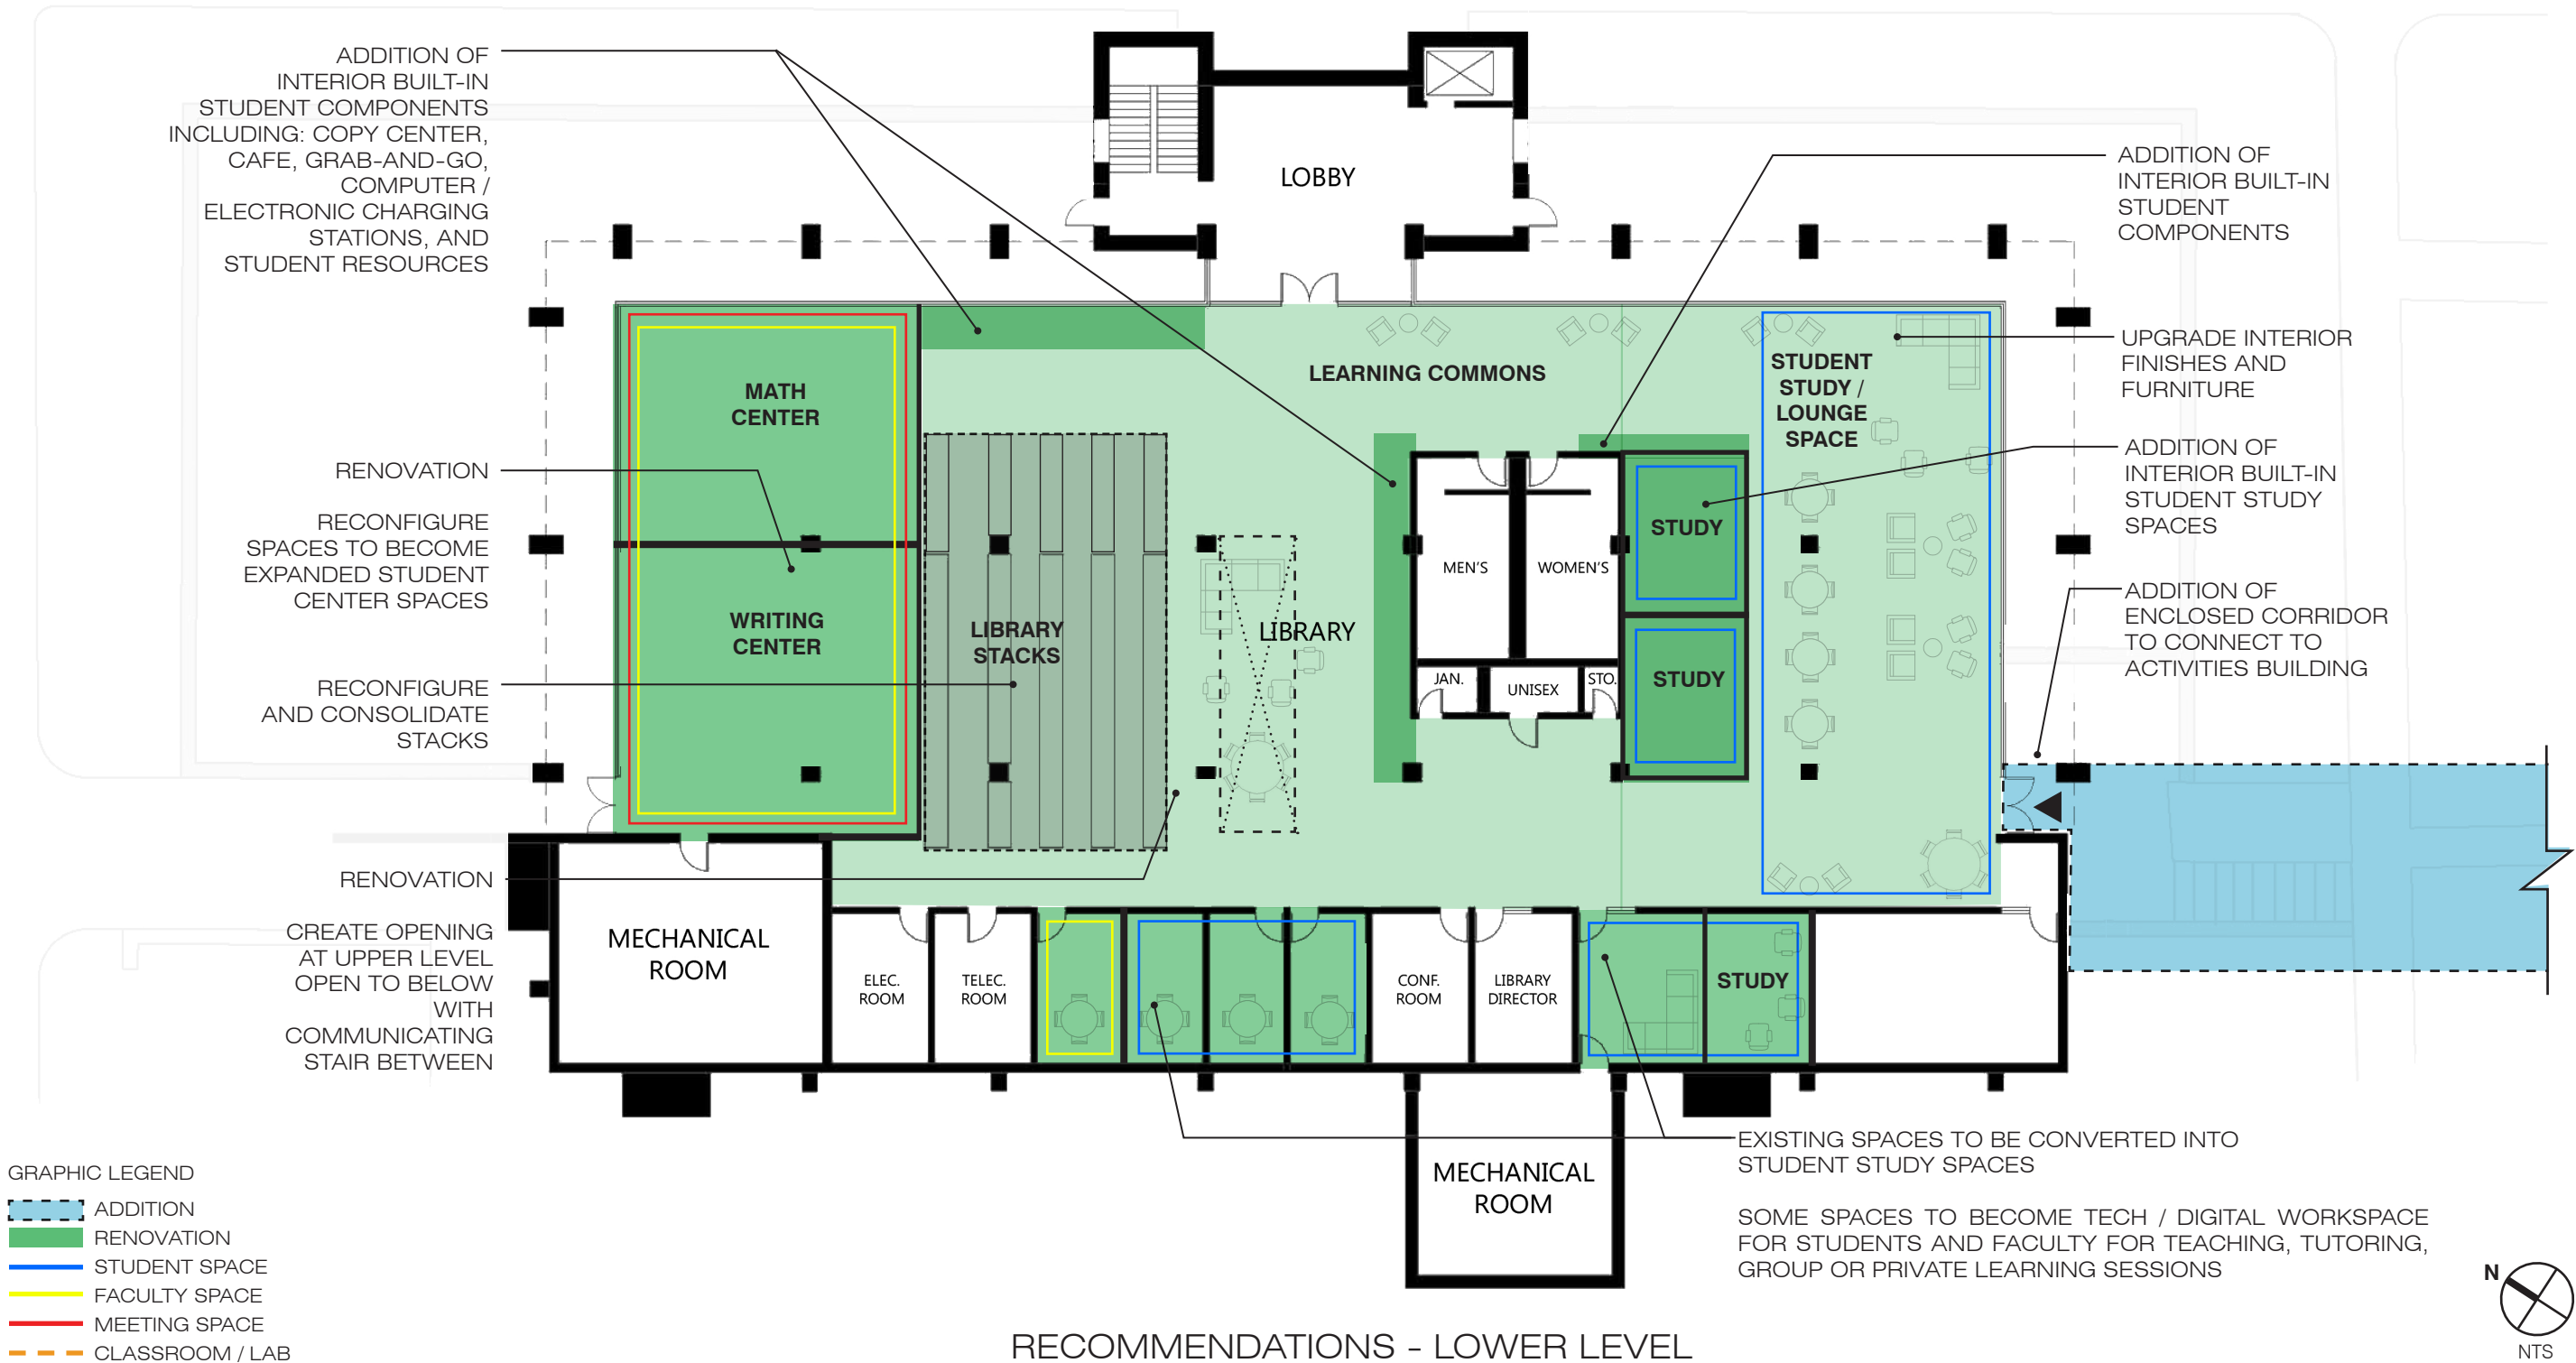 ADDITION OF
INTERIOR BUILT-IN
STUDENT COMPONENTS
INCLUDING: COPY CENTER,
CAFE, GRAB-AND-GO,
COMPUTER /
ELECTRONIC CHARGING
STATIONS, AND
STUDENT RESOURCES
RENOVATION
RECONFIGURE
SPACES TO BECOME
EXPANDED STUDENT
CENTER SPACES
RECONFIGURE
AND CONSOLIDATE
STACKS
RENOVATION
CREATE OPENING
AT UPPER LEVEL
OPEN TO BELOW
WITH
COMMUNICATING
STAIR BETWEEN
LOBBY
LEARNING COMMONS
MATH
CENTER
WRITING
CENTER
LIBRARY
STACKS
LIBRARY
MEN'S
WOMEN'S
JAN.
UNISEX
STO.
STUDY
STUDY
STUDENT
STUDY /
LOUNGE
SPACE
MECHANICAL
ROOM
ELEC.
ROOM
TELEC.
ROOM
CONF.
ROOM
LIBRARY
DIRECTOR
STUDY
MECHANICAL
ROOM
ADDITION OF
INTERIOR BUILT-IN
STUDENT
COMPONENTS
UPGRADE INTERIOR
FINISHES AND
FURNITURE
ADDITION OF
INTERIOR BUILT-IN
STUDENT STUDY
SPACES
ADDITION OF
ENCLOSED CORRIDOR
TO CONNECT TO
ACTIVITIES BUILDING
EXISTING SPACES TO BE CONVERTED INTO
STUDENT STUDY SPACES
SOME SPACES TO BECOME TECH / DIGITAL WORKSPACE
FOR STUDENTS AND FACULTY FOR TEACHING, TUTORING,
GROUP OR PRIVATE LEARNING SESSIONS
GRAPHIC LEGEND
ADDITION
RENOVATION
STUDENT SPACE
FACULTY SPACE
MEETING SPACE
CLASSROOM / LAB
RECOMMENDATIONS - LOWER LEVEL
N
NTS